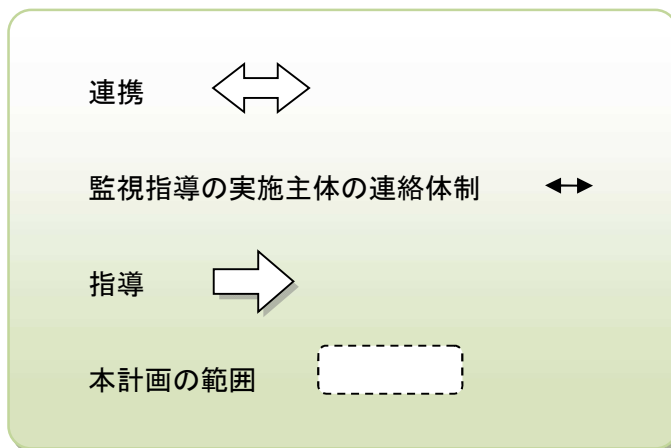 連携
監視指導の実施主体の連絡体制
指導
本計画の範囲